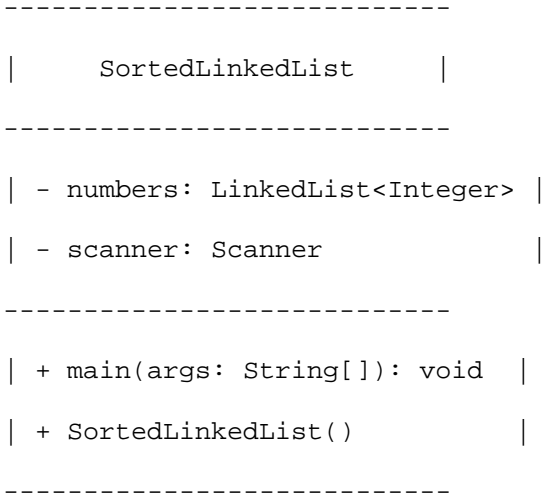 ----------------------------
|     SortedLinkedList     |
----------------------------
| - numbers: LinkedList<Integer> |
| - scanner: Scanner             |
----------------------------
| + main(args: String[]): void  |
| + SortedLinkedList()          |
----------------------------